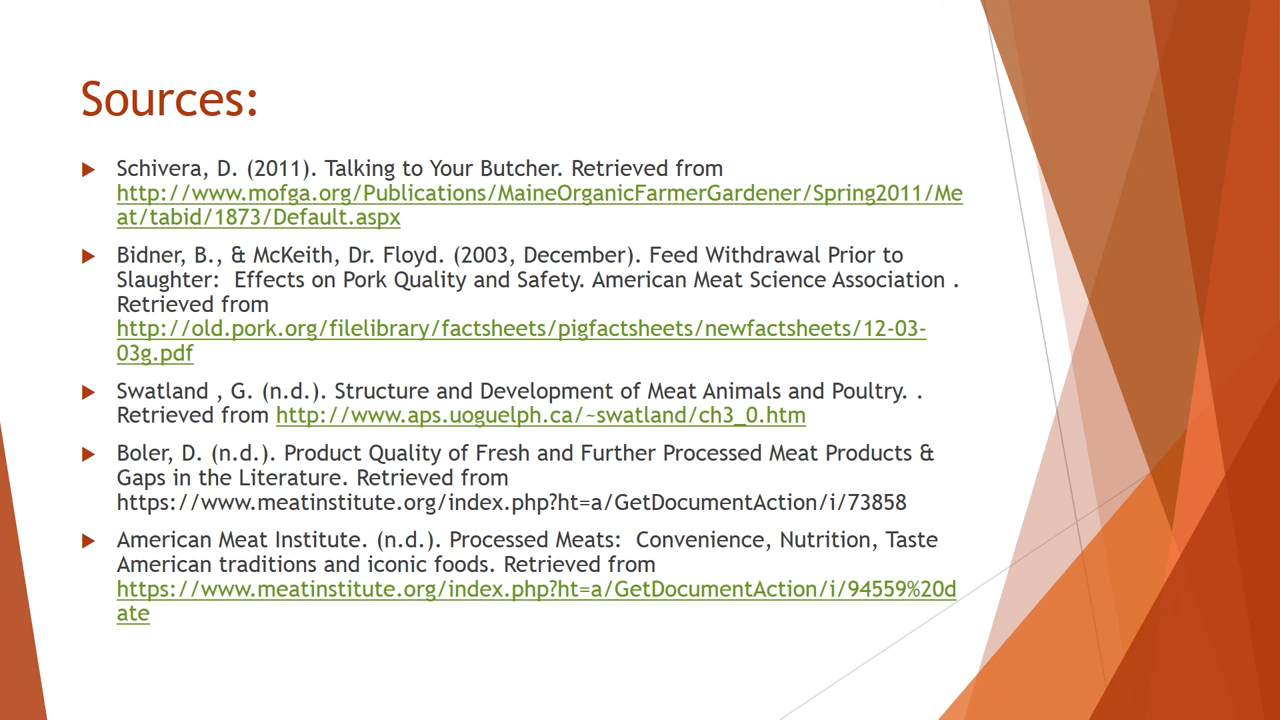 Sources:
Schivera, D. (2011). Talking to Your Butcher. Retrieved from
http://www.mofga.org/Publications/MaineOrganicFarmerGardener/Spring2011/Me
at/tabid/1873/Default.aspx
Bidner, B., & McKeith, Dr. Floyd. (2003, December). Feed Withdrawal Prior to
Slaughter:  Effects on Pork Quality and Safety. American Meat Science Association .
Retrieved from
http://old.pork.org/filelibrary/factsheets/pigfactsheets/newfactsheets/12-03-
03g.pdf
Swatland , G. (n.d.). Structure and Development of Meat Animals and Poultry. .
Retrieved from http://www.aps.uoguelph.ca/~swatland/ch3_0.htm
Boler, D. (n.d.). Product Quality of Fresh and Further Processed Meat Products &
Gaps in the Literature. Retrieved from
https://www.meatinstitute.org/index.php?ht=a/GetDocumentAction/i/73858
American Meat Institute. (n.d.). Processed Meats:  Convenience, Nutrition, Taste
American traditions and iconic foods. Retrieved from
https://www.meatinstitute.org/index.php?ht=a/GetDocumentAction/i/94559%20d
ate